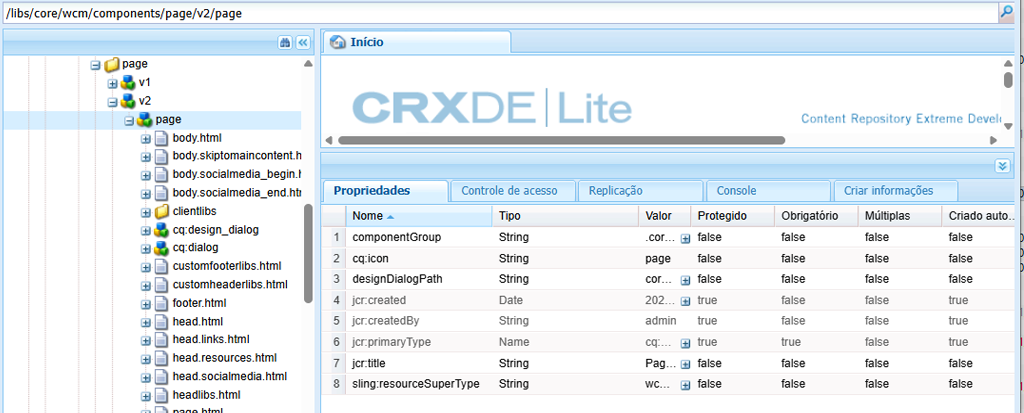 /libs/core/wcm/components/page/v2/page
page
v1
v2
page
body.html
body.skiptomaincontent.h
body.socialmedia_begin.h
body.socialmedia_end.ht
clientlibs
cq:design_dialog
cq:dialog
customfooterlibs.html
customheaderlibs.html
footer.html
head.html
head.links.html
head.resources.html
head.socialmedia.html
headlibs.html
page.html
Início
CRXDE | Lite
Content Repository Extreme Develo
Propriedades Controle de acesso Replicação Console Criar informações
Nome Tipo Valor Protegido Obrigatório Múltiplas Criado auto...
1 componentGroup String .cor... false false false false
2 cq:icon String page false false false false
3 designDialogPath String cor... false false false false
4 jcr:created Date 202... true false false true
5 jcr:createdBy String admin true false false true
6 jcr:primaryType Name cq:... true true false true
7 jcr:title String Pag... false false false false
8 sling:resourceSuperType String wc... false false false false